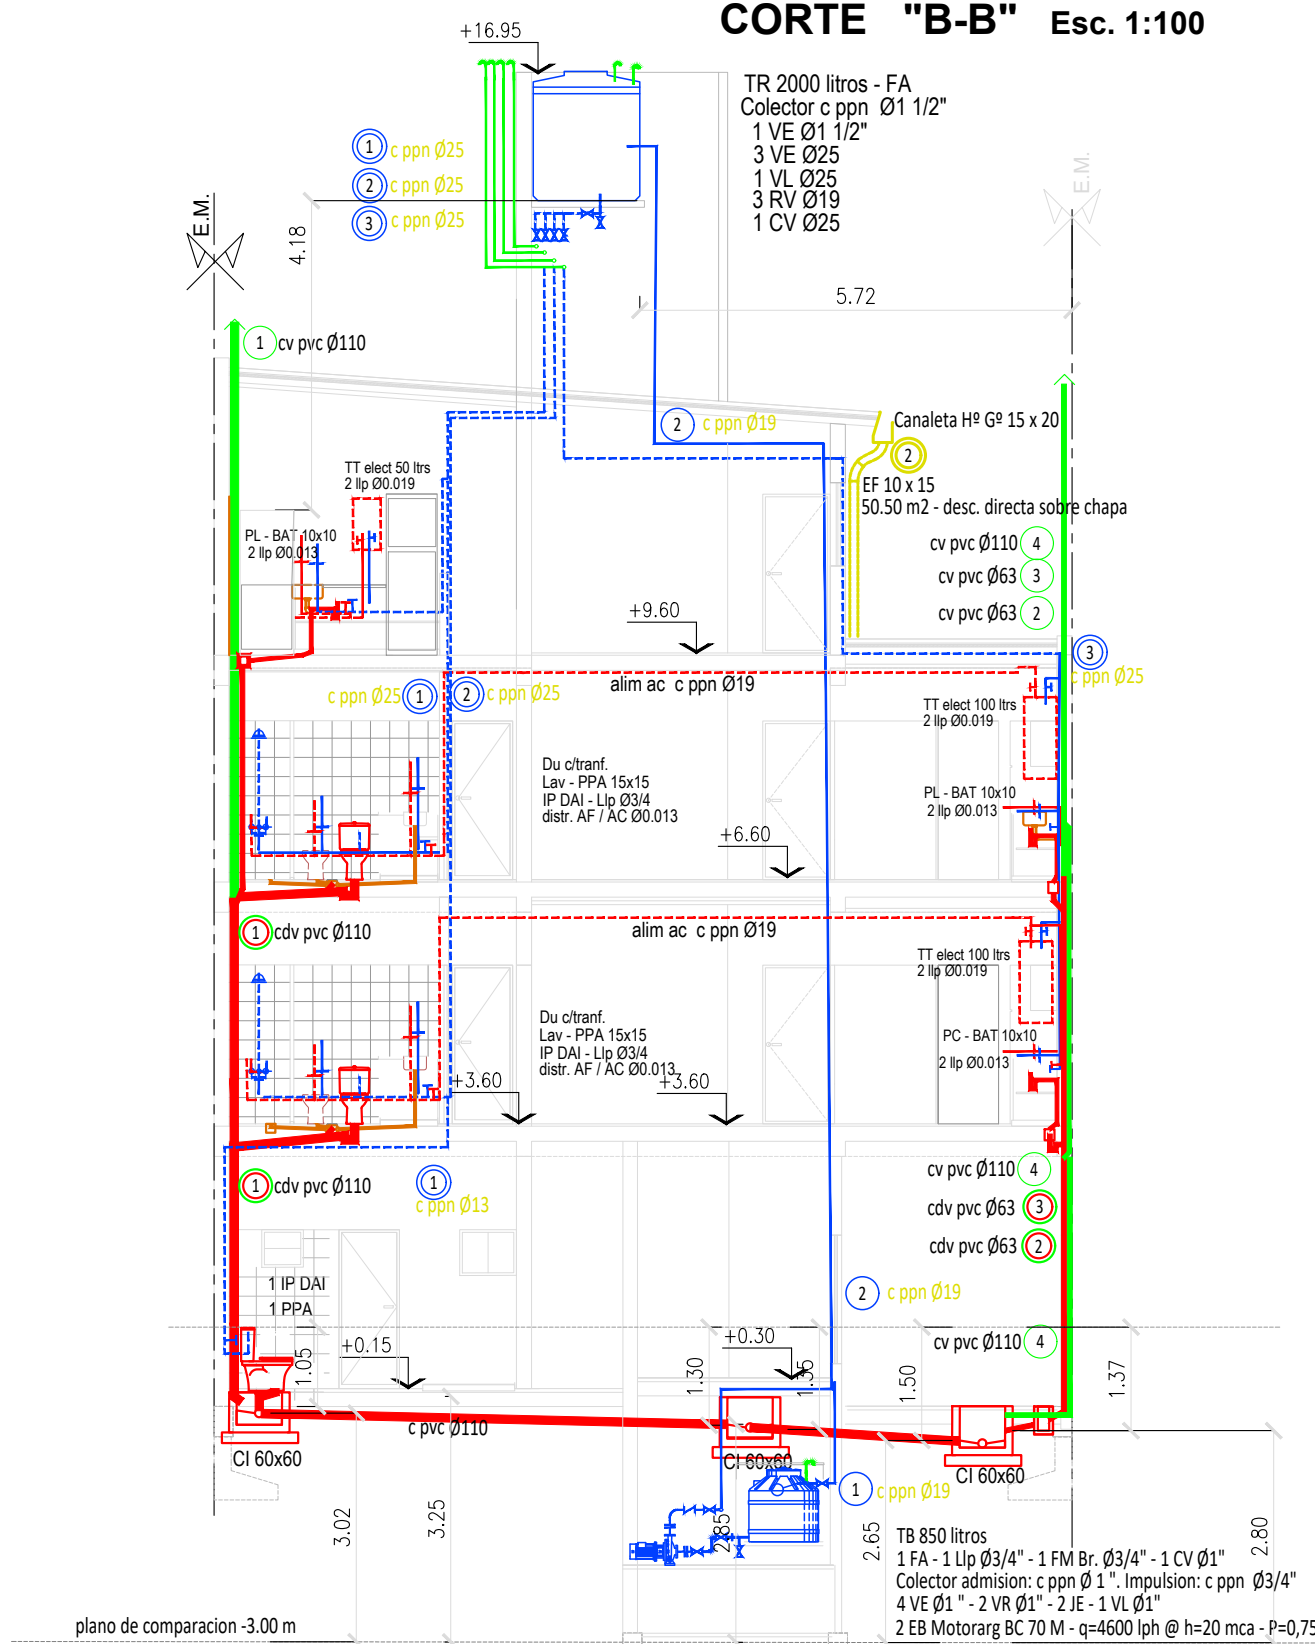 CORTE "B-B" Esc. 1:100
+16.95
TR 2000 litros - FA
Colector c ppn Ø1 1/2"
1 VE Ø1 1/2"
3 VE Ø25
1 VL Ø25
3 RV Ø19
1 CV Ø25
1 c ppn Ø25
2 c ppn Ø25
3 c ppn Ø25
E.M.
E.M.
4.18
5.72
1 cv pvc Ø110
2 c ppn Ø19
Canaleta Hº Gº 15 x 20
2
EF 10 x 15
50.50 m2 - desc. directa sobre chapa
TT elect 50 ltrs
2 llp Ø0.019
PL - BAT 10x10
2 llp Ø0.013
cv pvc Ø110 4
cv pvc Ø63 3
cv pvc Ø63 2
+9.60
3
c ppn Ø25
alim ac c ppn Ø19
c ppn Ø25 1
2 c ppn Ø25
TT elect 100 ltrs
2 llp Ø0.019
Du c/tranf.
Lav - PPA 15x15
IP DAI - Llp Ø3/4
distr. AF / AC Ø0.013
PL - BAT 10x10
2 llp Ø0.013
+6.60
1 cdv pvc Ø110
alim ac c ppn Ø19
TT elect 100 ltrs
2 llp Ø0.019
Du c/tranf.
Lav - PPA 15x15
IP DAI - Llp Ø3/4
distr. AF / AC Ø0.013
PC - BAT 10x10
2 llp Ø0.013
+3.60
+3.60
1 cdv pvc Ø110
1
c ppn Ø13
cv pvc Ø110 4
cdv pvc Ø63 3
cdv pvc Ø63 2
1 IP DAI
1 PPA
2 c ppn Ø19
+0.15
+0.30
cv pvc Ø110 4
1.05
1.30
1.35
1.50
1.37
c pvc Ø110
CI 60x60
CI 60x60
CI 60x60
1 c ppn Ø19
3.02
3.25
2.85
2.65
2.80
TB 850 litros
1 FA - 1 Llp Ø3/4" - 1 FM Br. Ø3/4" - 1 CV Ø1"
Colector admision: c ppn Ø 1 ". Impulsion: c ppn Ø3/4"
4 VE Ø1 " - 2 VR Ø1" - 2 JE - 1 VL Ø1"
2 EB Motorarg BC 70 M - q=4600 lph @ h=20 mca - P=0,75
plano de comparacion -3.00 m